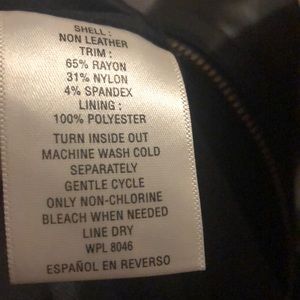 SHELL :
NON LEATHER
TRIM :
65% RAYON
31% NYLON
4% SPANDEX
LINING :
100% POLYESTER
TURN INSIDE OUT
MACHINE WASH COLD
SEPARATELY
GENTLE CYCLE
ONLY NON-CHLORINE
BLEACH WHEN NEEDED
LINE DRY
WPL 8046
ESPAÑOL EN REVERSO